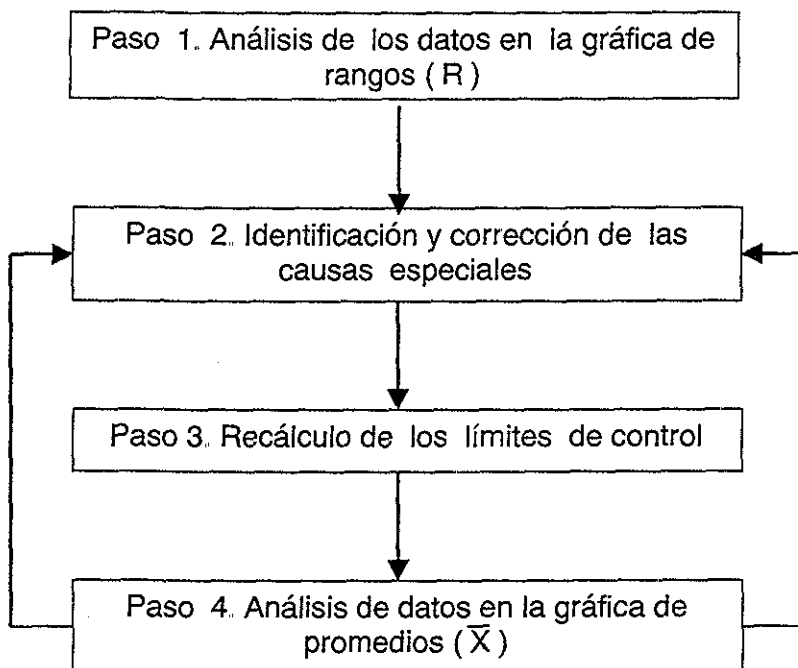 Paso 1. Análisis de los datos en la gráfica de
rangos ( R )
Paso 2. Identificación y corrección de las
causas especiales
Paso 3. Recálculo de los límites de control
Paso 4. Análisis de datos en la gráfica de
promedios ( X̄ )